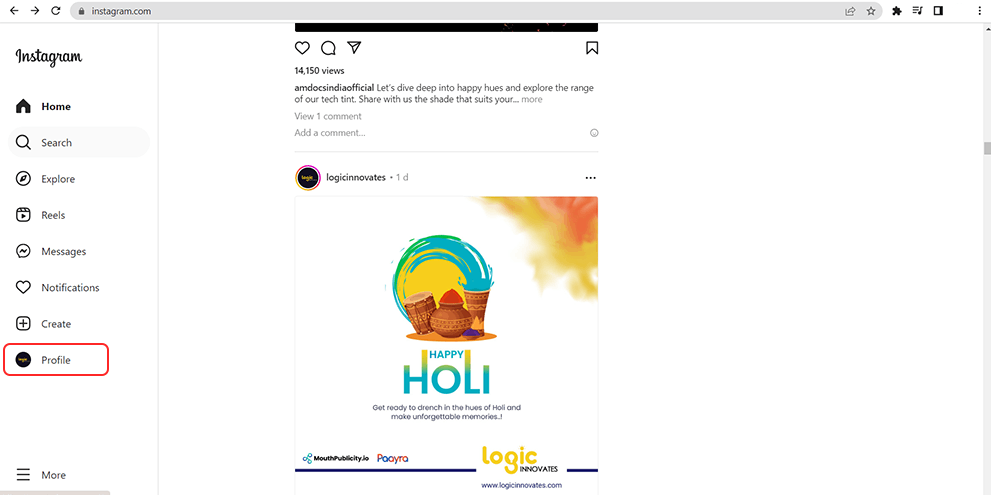 instagram.com
Instagram
Home
Search
Explore
Reels
Messages
Notifications
Create
Profile
More
14,150 views
amdocsindiaofficial Let's dive deep into happy hues and explore the range
of our tech tint. Share with us the shade that suits your... more
View 1 comment
Add a comment...
logicinnovates • 1 d
HAPPY
HOLI
Get ready to drench in the hues of Holi and
make unforgettable memories..!
MouthPublicity.io Paayra
logic
INNOVATES
www.logicinnovates.com